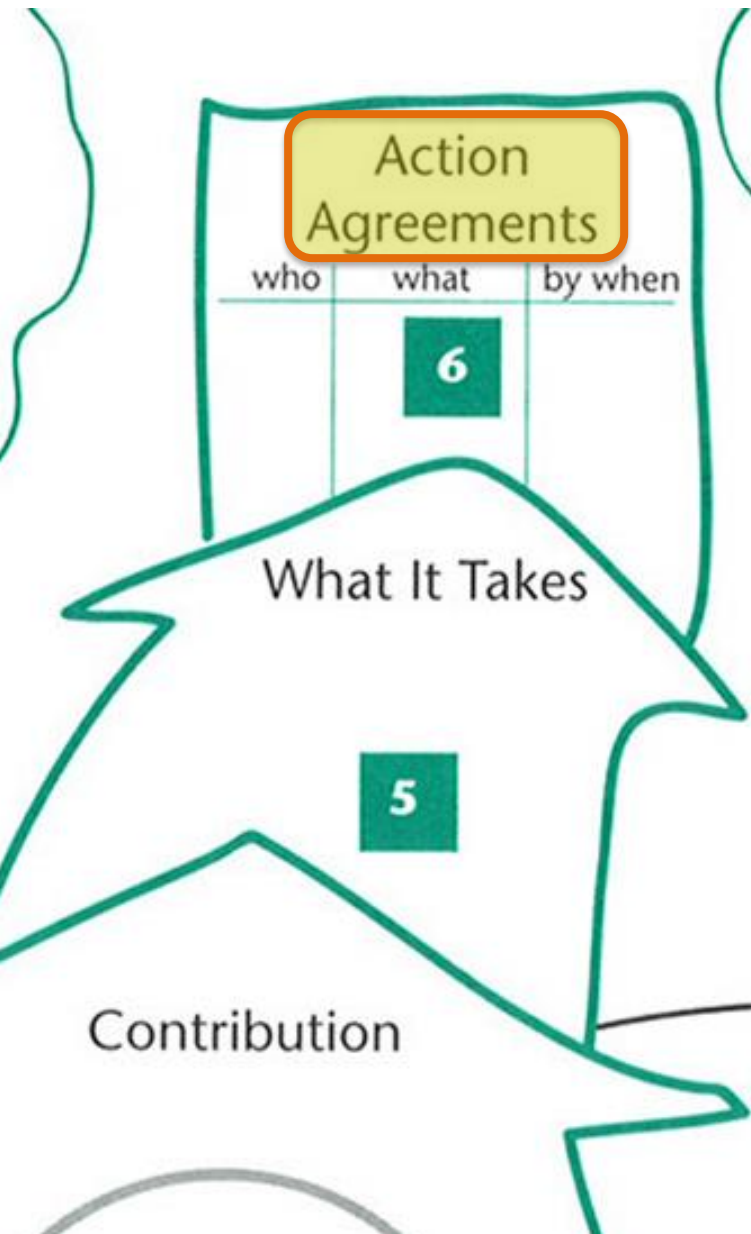 Action
Agreements
who what by when
6
What It Takes
5
Contribution